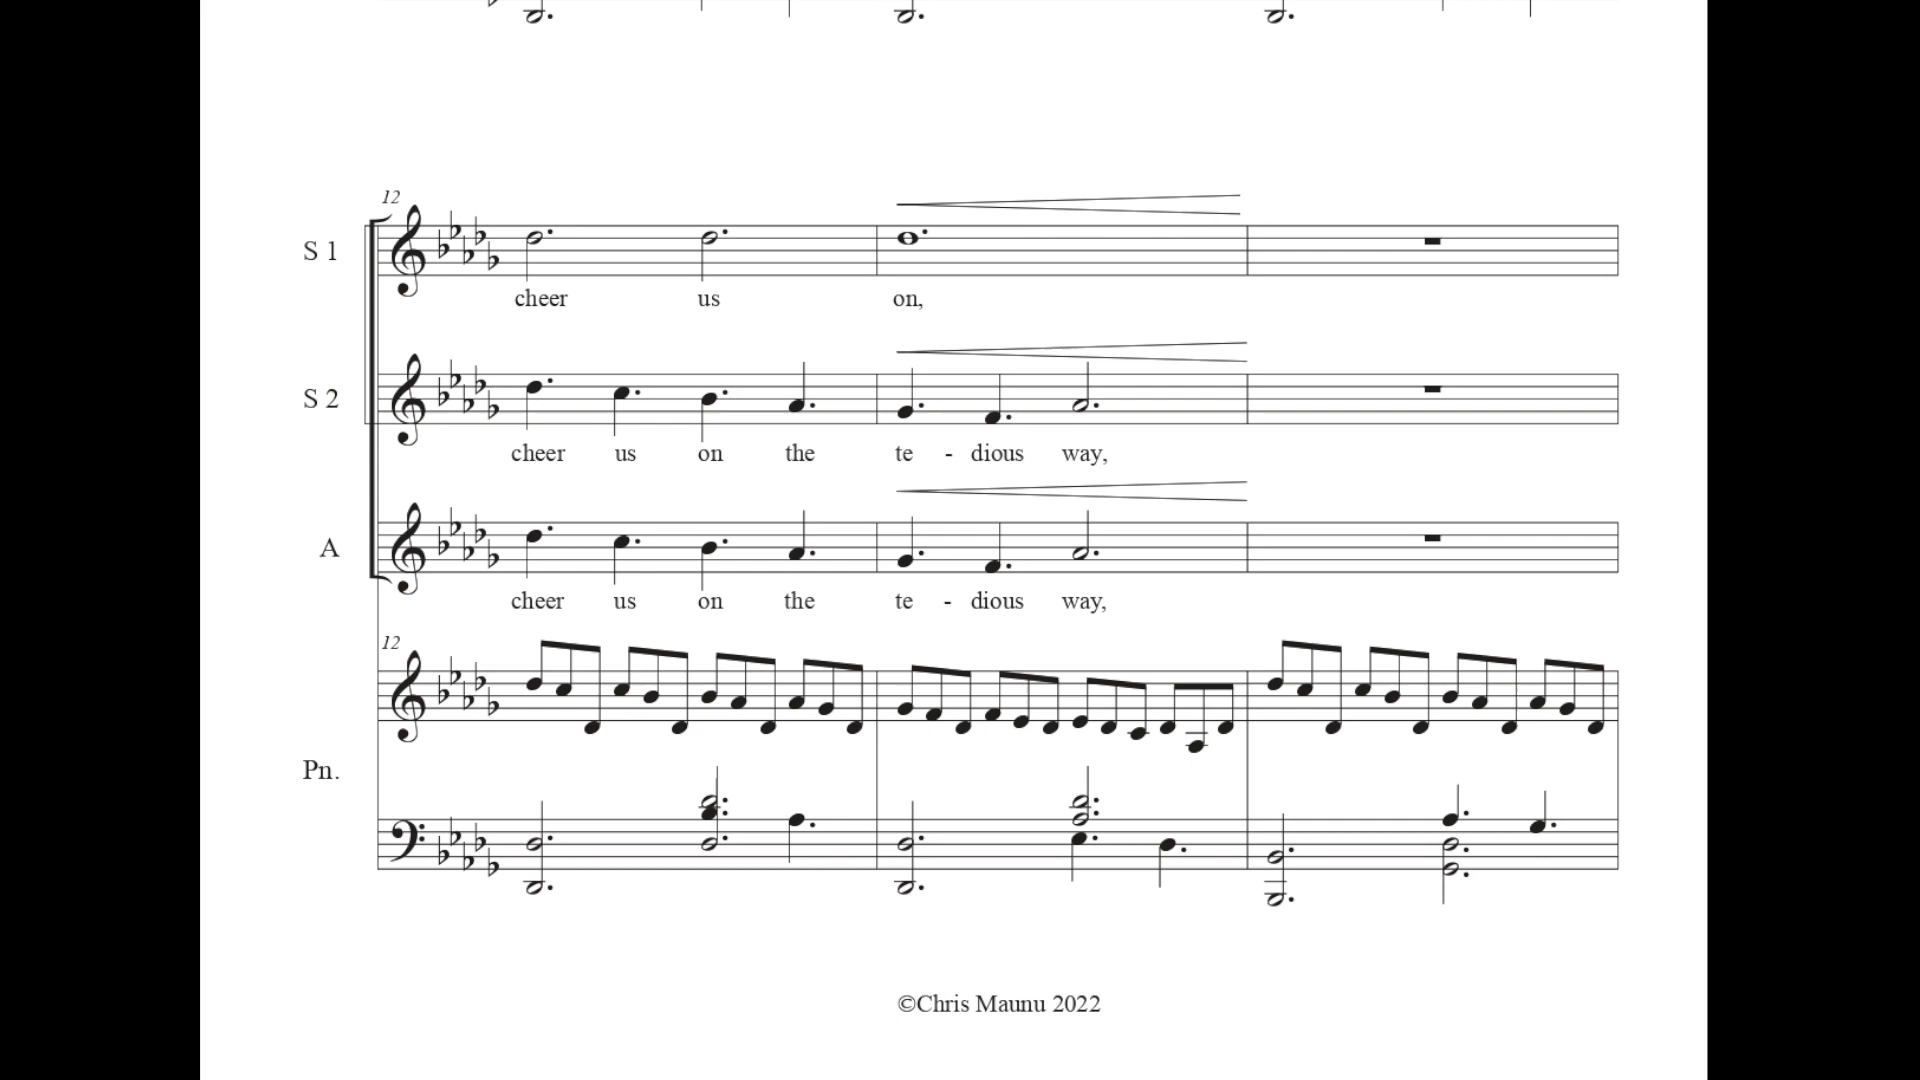 12
S 1
cheer us on,
S 2
cheer us on the te - dious way,
A
cheer us on the te - dious way,
12
Pn.
©Chris Maunu 2022